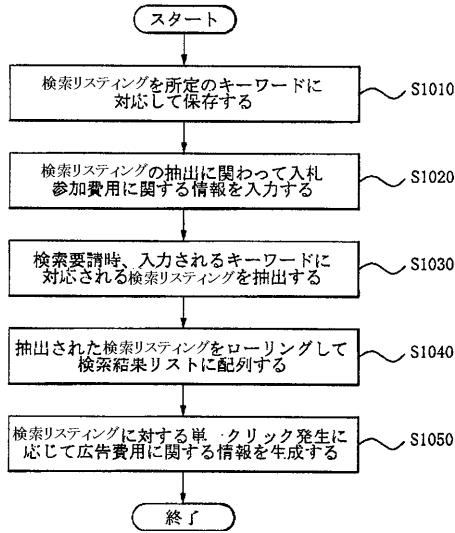 スタート
検索リスティングを所定のキーワードに
対応して保存する
S1010
検索リスティングの抽出に関わって入札
参加費用に関する情報を入力する
S1020
検索要請時、入力されるキーワードに
対応される検索リスティングを抽出する
S1030
抽出された検索リスティングをローリングして
検索結果リストに配列する
S1040
検索リスティングに対する単一クリック発生に
応じて広告費用に関する情報を生成する
S1050
終了